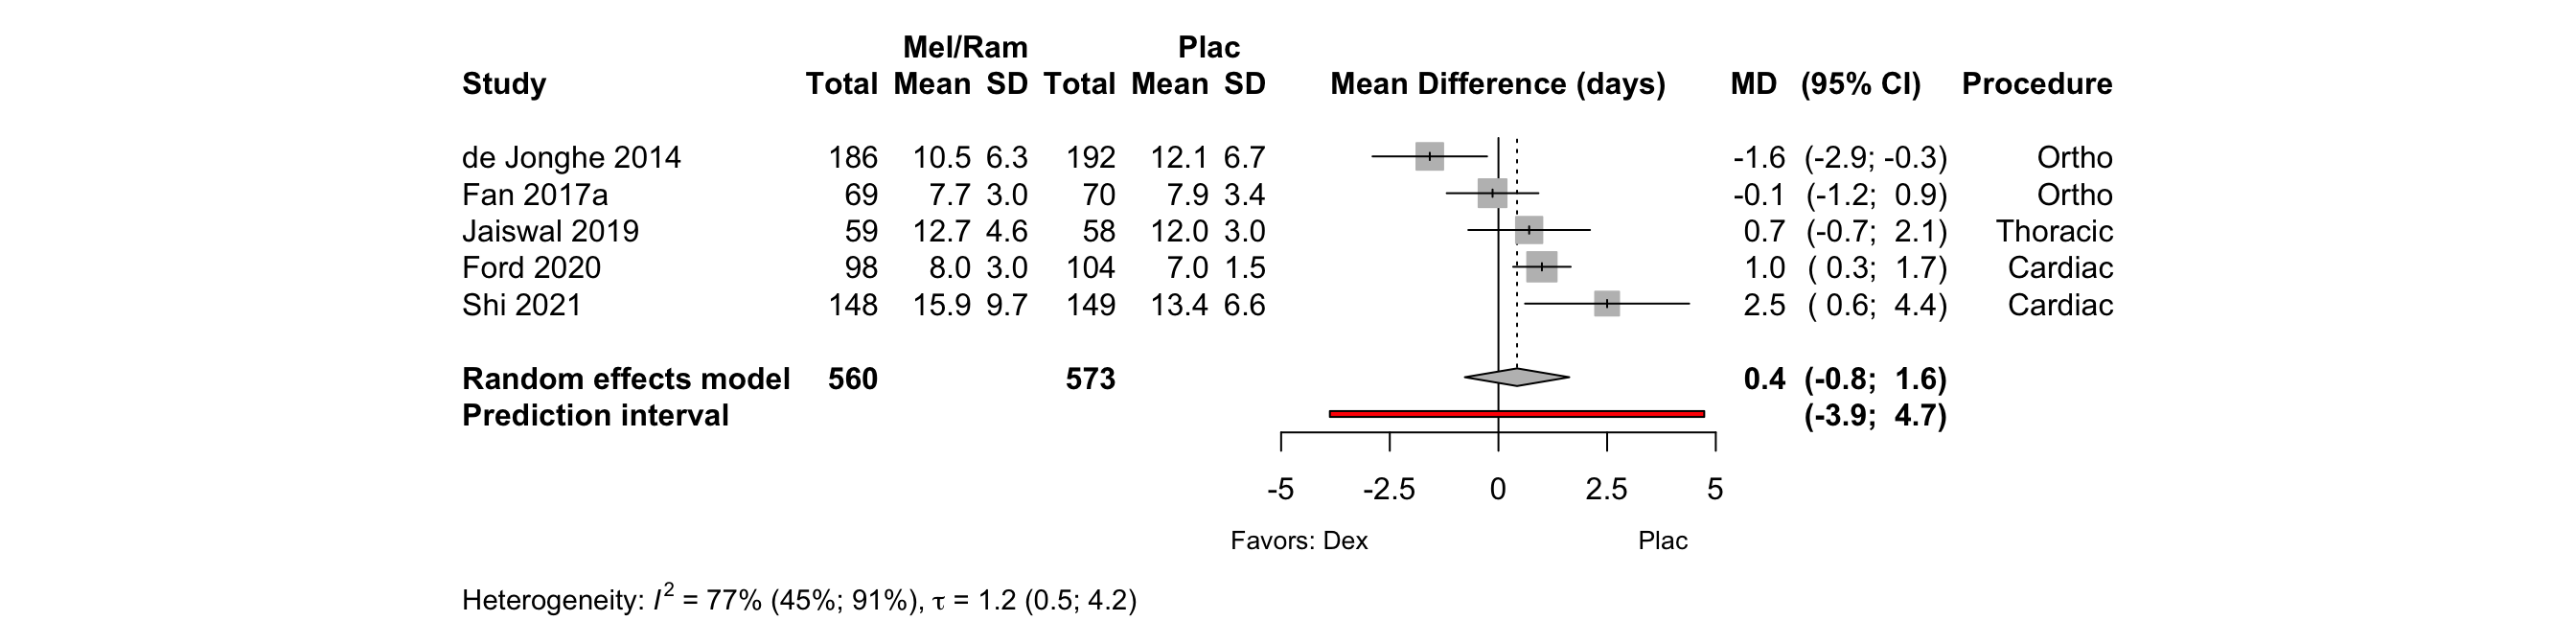 Mel/Ram Plac
Study Total Mean SD Total Mean SD Mean Difference (days) MD (95% CI) Procedure
de Jonghe 2014 186 10.5 6.3 192 12.1 6.7 -1.6 (-2.9; -0.3) Ortho
Fan 2017a 69 7.7 3.0 70 7.9 3.4 -0.1 (-1.2; 0.9) Ortho
Jaiswal 2019 59 12.7 4.6 58 12.0 3.0 0.7 (-0.7; 2.1) Thoracic
Ford 2020 98 8.0 3.0 104 7.0 1.5 1.0 ( 0.3; 1.7) Cardiac
Shi 2021 148 15.9 9.7 149 13.4 6.6 2.5 ( 0.6; 4.4) Cardiac
Random effects model 560 573 0.4 (-0.8; 1.6)
Prediction interval (-3.9; 4.7)
-5 -2.5 0 2.5 5
Favors: Dex Plac
Heterogeneity: I² = 77% (45%; 91%), τ = 1.2 (0.5; 4.2)